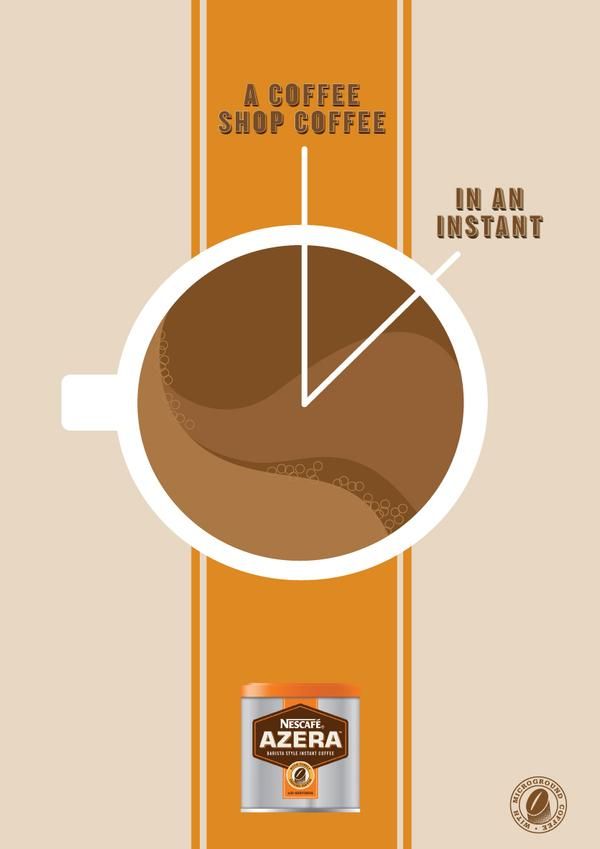 A COFFEE
SHOP COFFEE
IN AN
INSTANT
NESCAFÉ
AZERA
BARISTA STYLE INSTANT COFFEE
MICROGROUND COFFEE • WITH •